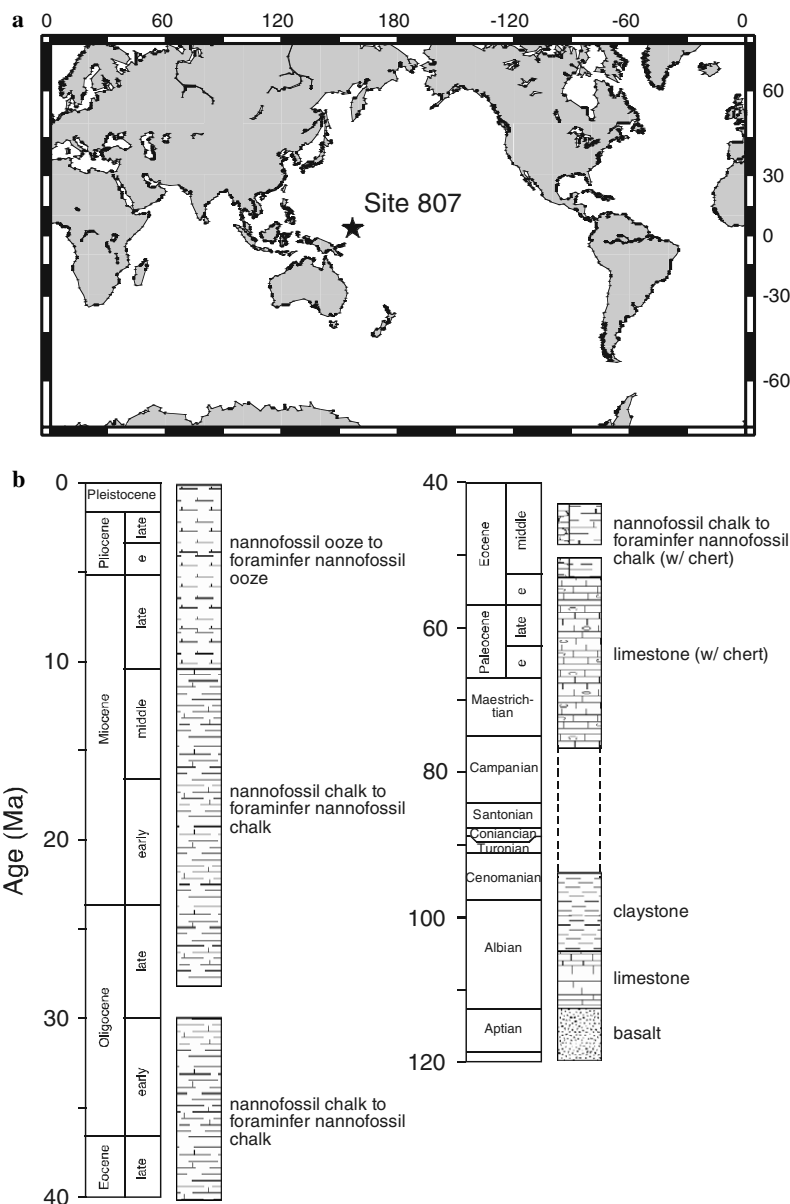 a
0 60 120 180 -120 -60 0
60
30
0
-30
-60
Site 807
b
Age (Ma)
0
10
20
30
40
Pleistocene
Pliocene
late
e
Miocene
late
middle
early
Oligocene
late
early
Eocene
late
nannofossil ooze to
foraminfer nannofossil
ooze
nannofossil chalk to
foraminfer nannofossil
chalk
nannofossil chalk to
foraminfer nannofossil
chalk
40
60
80
100
120
Eocene
middle
e
Paleocene
late
e
Maestrich-
tian
Campanian
Santonian
Coniancian
Turonian
Cenomanian
Albian
Aptian
nannofossil chalk to
foraminfer nannofossil
chalk (w/ chert)
limestone (w/ chert)
claystone
limestone
basalt